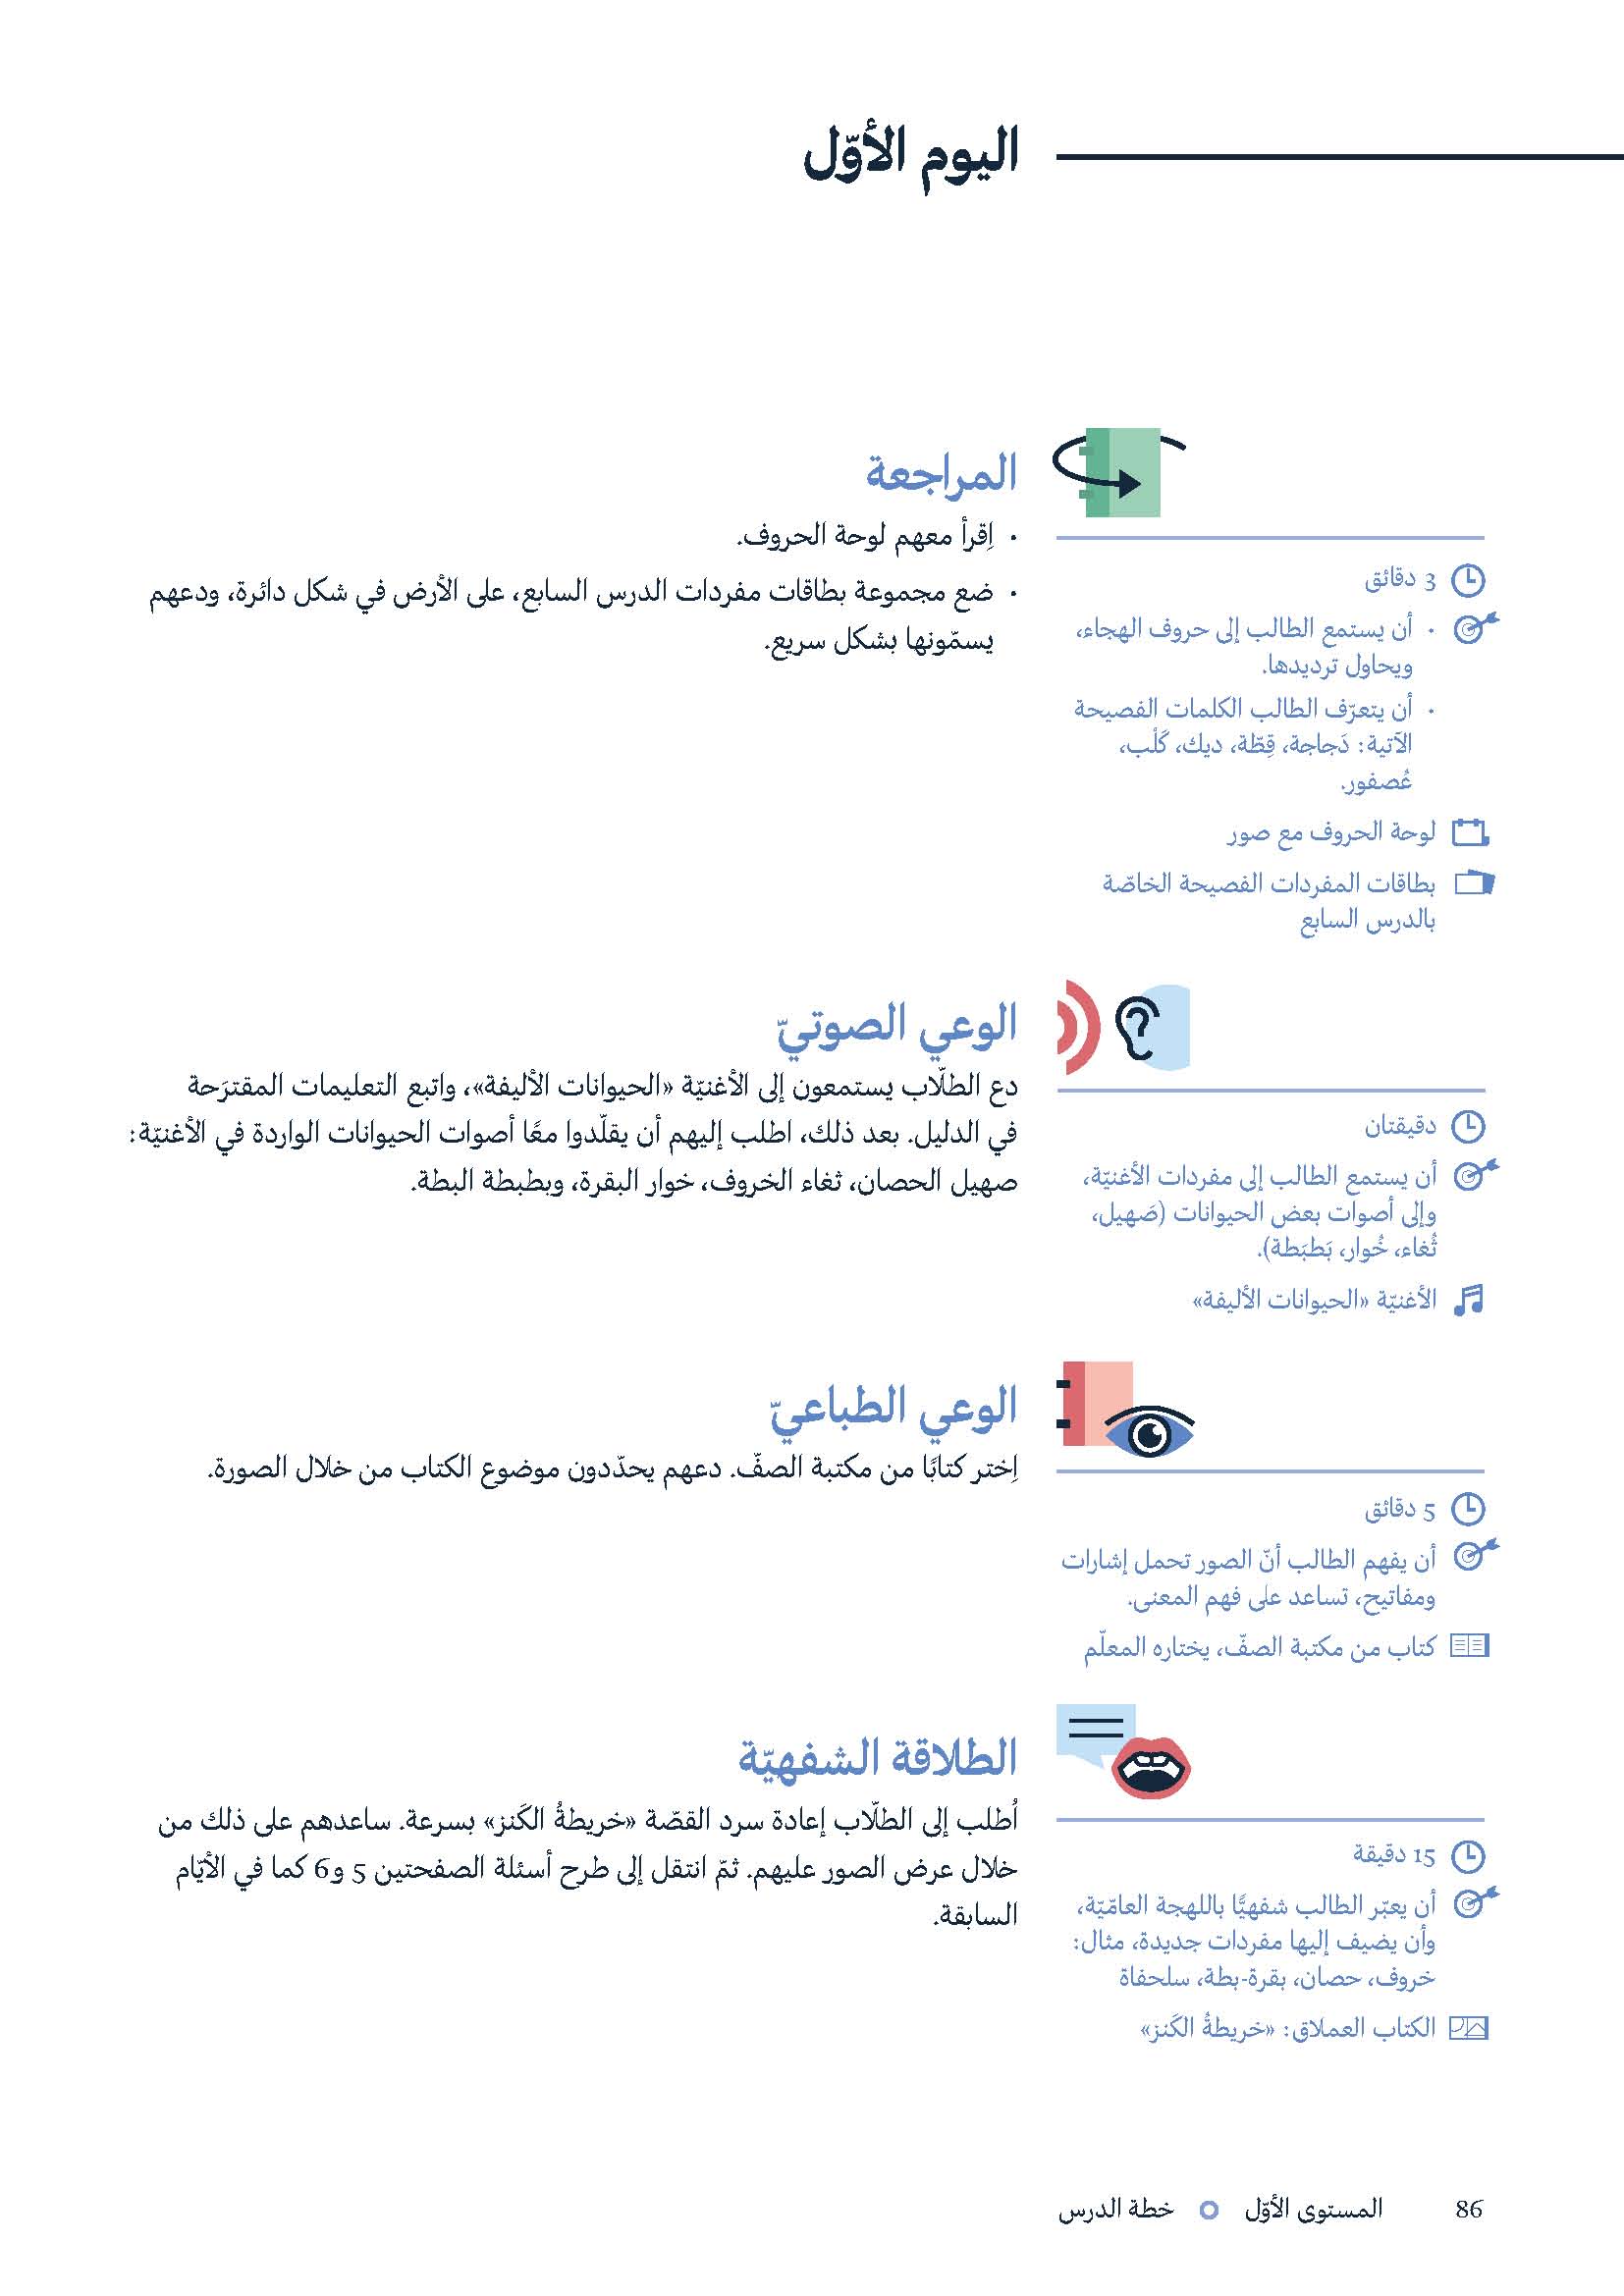 اليوم الأوّل
المراجعة
• اِقرأ معهم لوحة الحروف.
• ضع مجموعة بطاقات مفردات الدرس السابع، على الأرض في شكل دائرة، ودعهم
يسمّونها بشكل سريع.
3 دقائق
• أن يستمع الطالب إلى حروف الهجاء،
ويحاول ترديدها.
• أن يتعرّف الطالب الكلمات الفصيحة
الآتية: دَجاجة، قِطّة، ديك، كَلْب،
عُصفور.
لوحة الحروف مع صور
بطاقات المفردات الفصيحة الخاصّة
بالدرس السابع
الوعي الصوتيّ
دع الطلّاب يستمعون إلى الأغنيّة «الحيوانات الأليفة»، واتبع التعليمات المقترَحة
في الدليل. بعد ذلك، اطلب إليهم أن يقلّدوا معًا أصوات الحيوانات الواردة في الأغنيّة:
صهيل الحصان، ثغاء الخروف، خوار البقرة، وبطبطة البطة.
دقيقتان
أن يستمع الطالب إلى مفردات الأغنيّة،
وإلى أصوات بعض الحيوانات (صَهيل،
ثُغاء، خُوار، بَطبَطة).
الأغنيّة «الحيوانات الأليفة»
الوعي الطباعيّ
اِختر كتابًا من مكتبة الصفّ. دعهم يحدّدون موضوع الكتاب من خلال الصورة.
5 دقائق
أن يفهم الطالب أنّ الصور تحمل إشارات
ومفاتيح، تساعد على فهم المعنى.
كتاب من مكتبة الصفّ، يختاره المعلّم
الطلاقة الشفهيّة
اُطلب إلى الطلّاب إعادة سرد القصّة «خريطةُ الكَنز» بسرعة. ساعدهم على ذلك من
خلال عرض الصور عليهم. ثمّ انتقل إلى طرح أسئلة الصفحتين 5 و6 كما في الأيّام
السابقة.
15 دقيقة
أن يعبّر الطالب شفهيًّا باللهجة العامّيّة،
وأن يضيف إليها مفردات جديدة، مثال:
خروف، حصان، بقرة-بطة، سلحفاة
الكتاب العملاق: «خريطةُ الكَنز»
86 المستوى الأوّل خطة الدرس